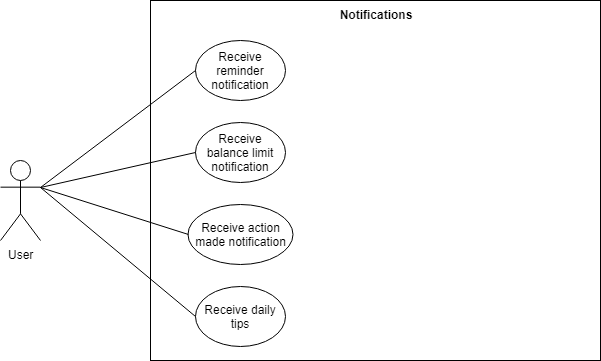 Notifications
Receive
reminder
notification
Receive
balance limit
notification
Receive action
made notification
Receive daily
tips
User